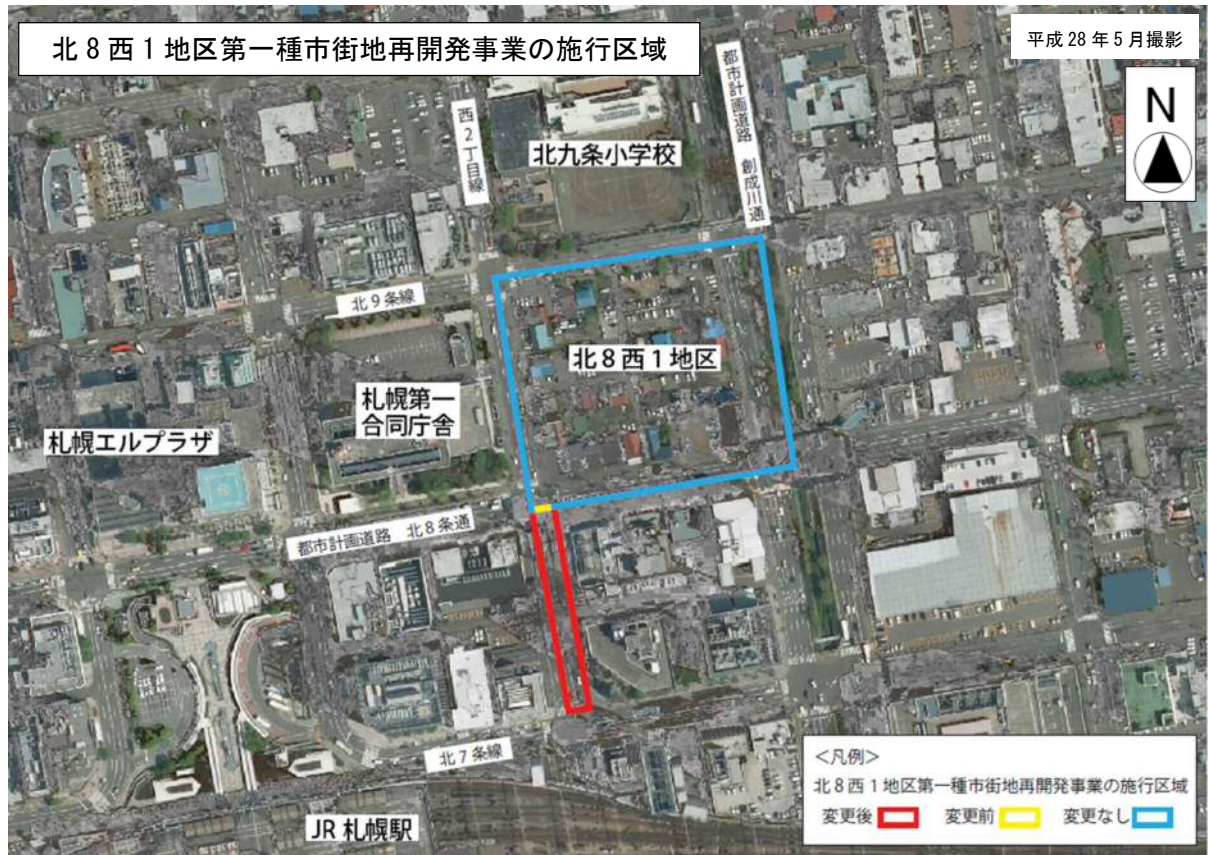 北8西1地区第一種市街地再開発事業の施行区域
平成28年5月撮影
N
都市計画道路 創成川通
西2丁目線
北九条小学校
北9条線
北8西1地区
札幌第一
合同庁舎
札幌エルプラザ
都市計画道路 北8条通
北7条線
JR札幌駅
<凡例>
北8西1地区第一種市街地再開発事業の施行区域
変更後 変更前 変更なし